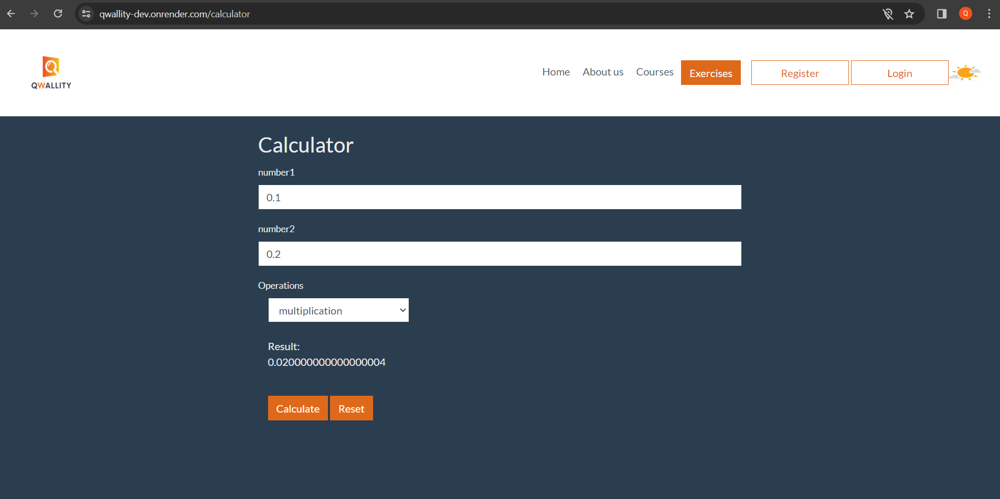 qwallity-dev.onrender.com/calculator
Q
QWALLITY
Home About us Courses Exercises Register Login
Calculator
number1
0.1
number2
0.2
Operations
multiplication
Result:
0.020000000000000004
Calculate Reset